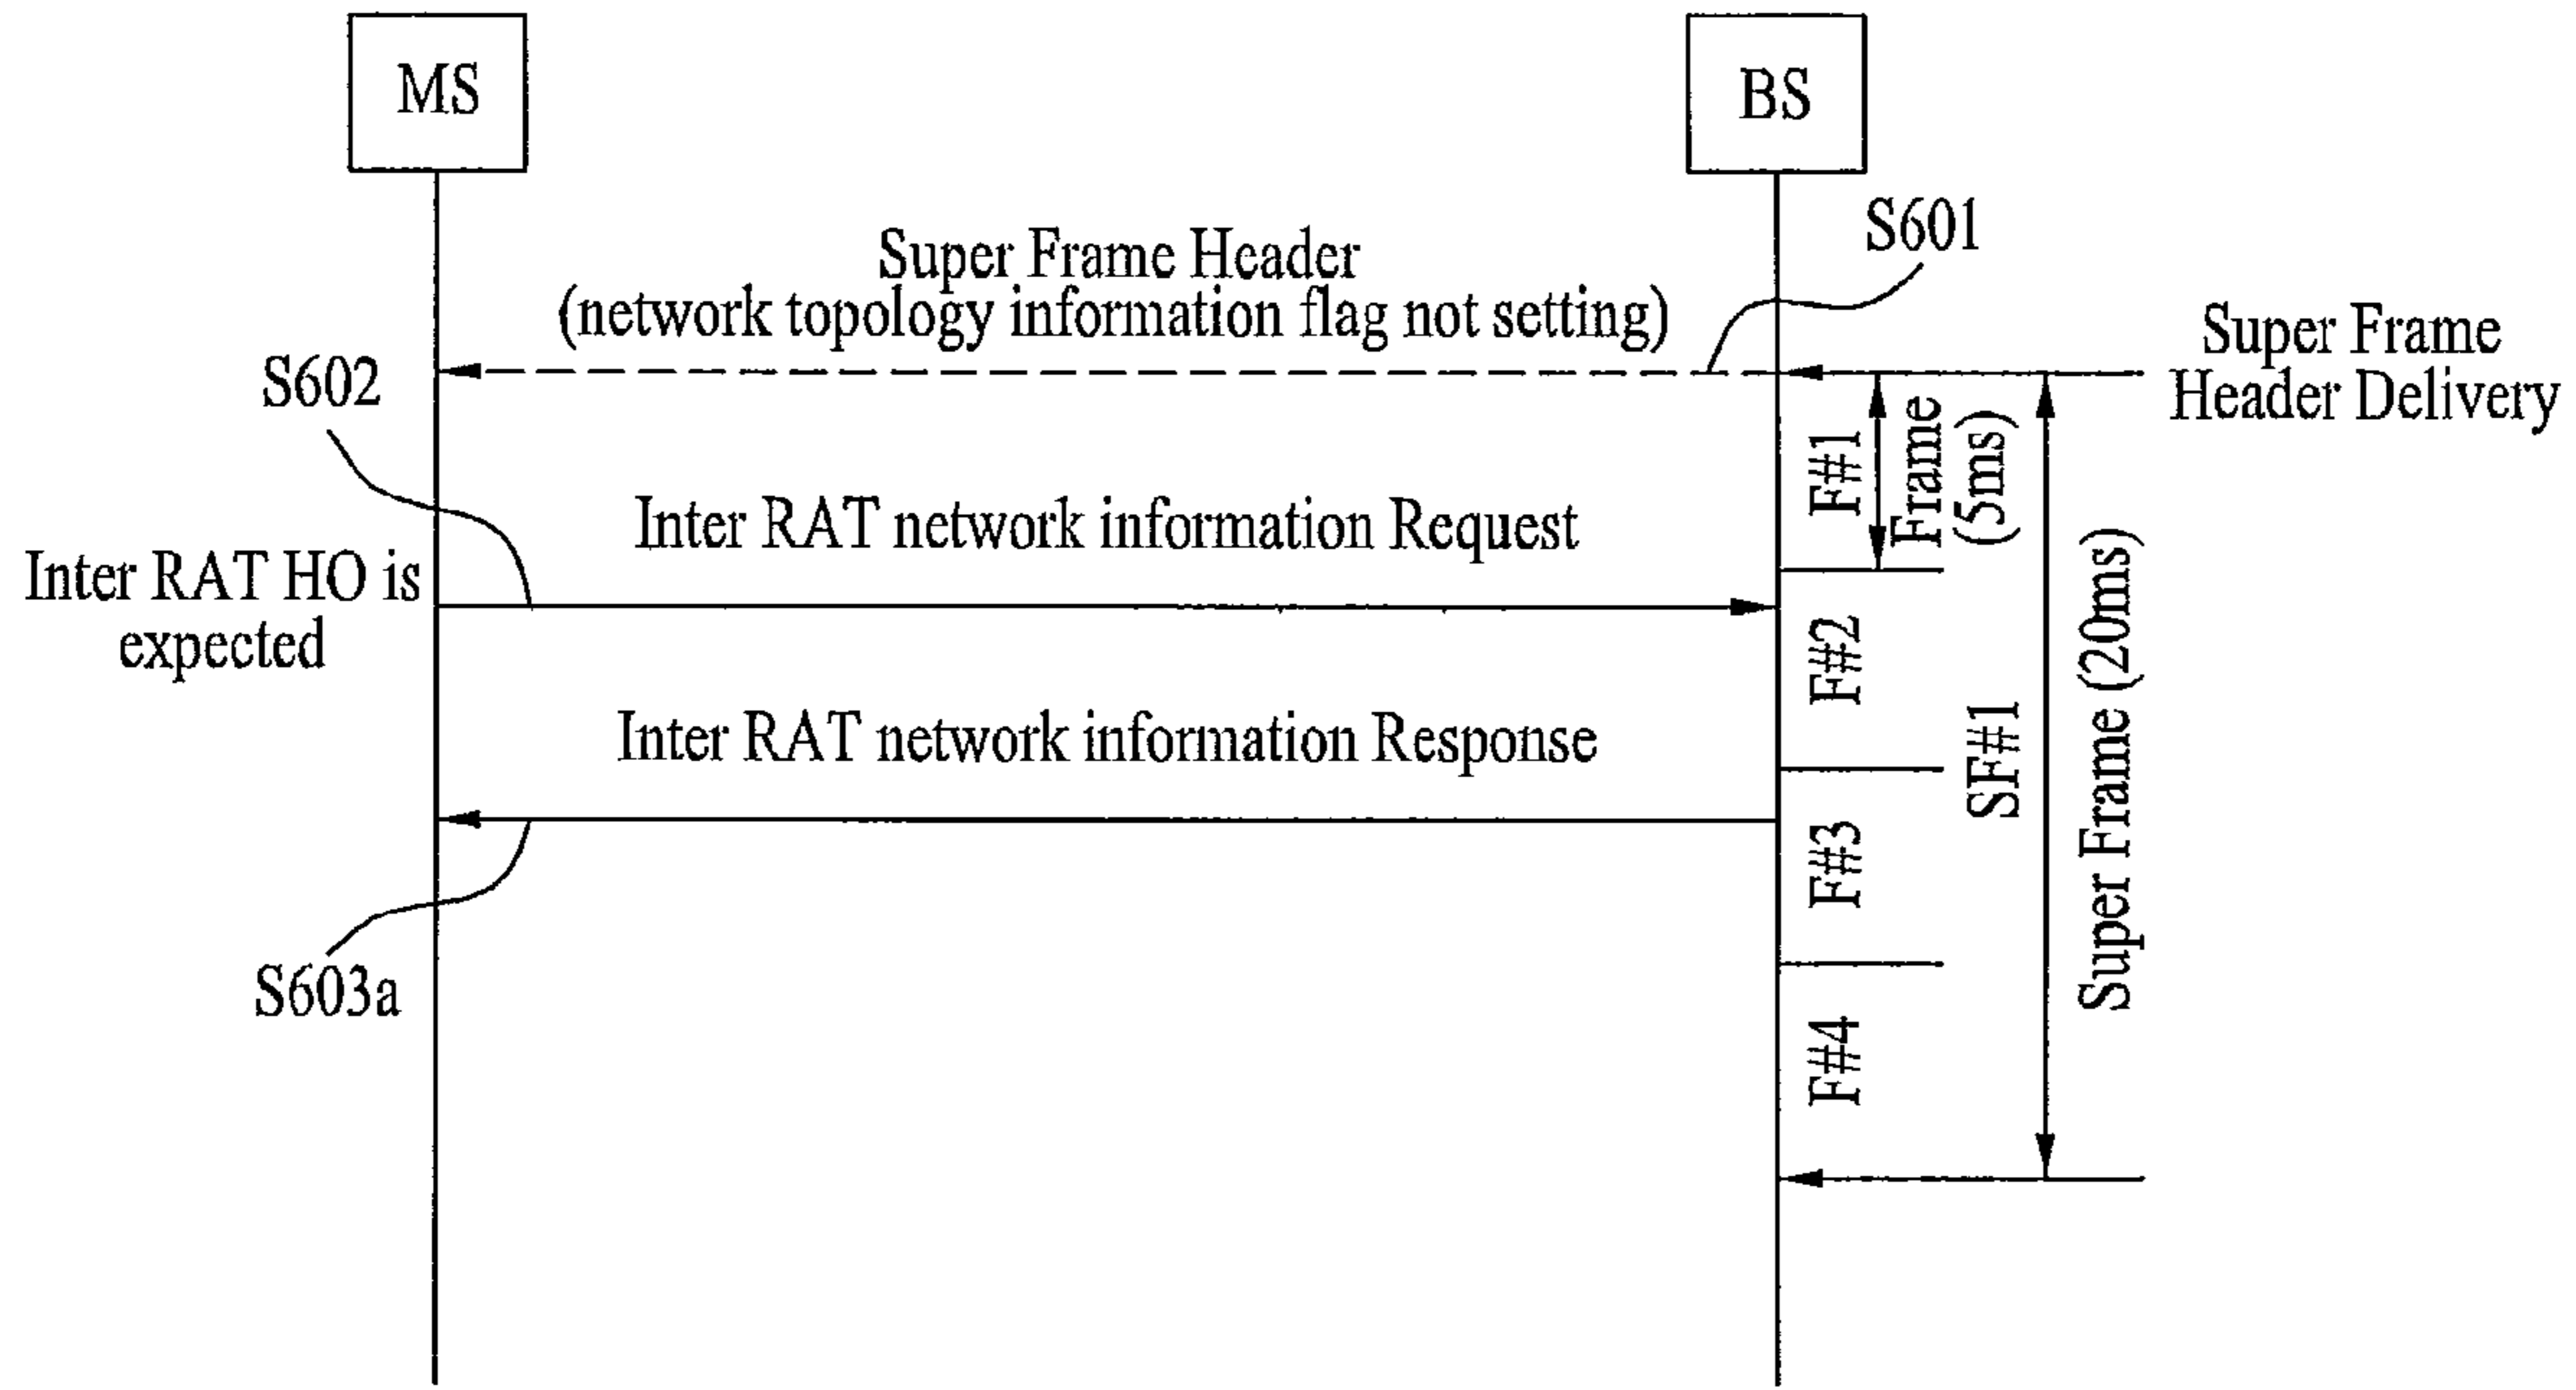 MS
BS
S601
Super Frame Header
(network topology information flag not setting)
Super Frame
Header Delivery
S602
F#1
Frame
(5ms)
Inter RAT network information Request
Inter RAT HO is
expected
F#2
Inter RAT network information Response
SF#1
Super Frame (20ms)
F#3
S603a
F#4